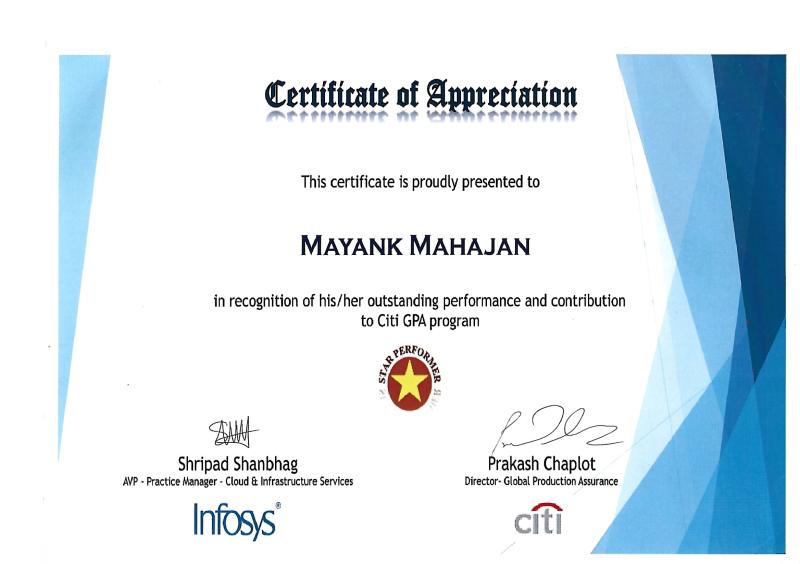 Certificate of Appreciation
This certificate is proudly presented to
MAYANK MAHAJAN
in recognition of his/her outstanding performance and contribution
to Citi GPA program
STAR PERFORMER
Shripad Shanbhag
AVP - Practice Manager - Cloud & Infrastructure Services
Infosys®
Prakash Chaplot
Director- Global Production Assurance
citi